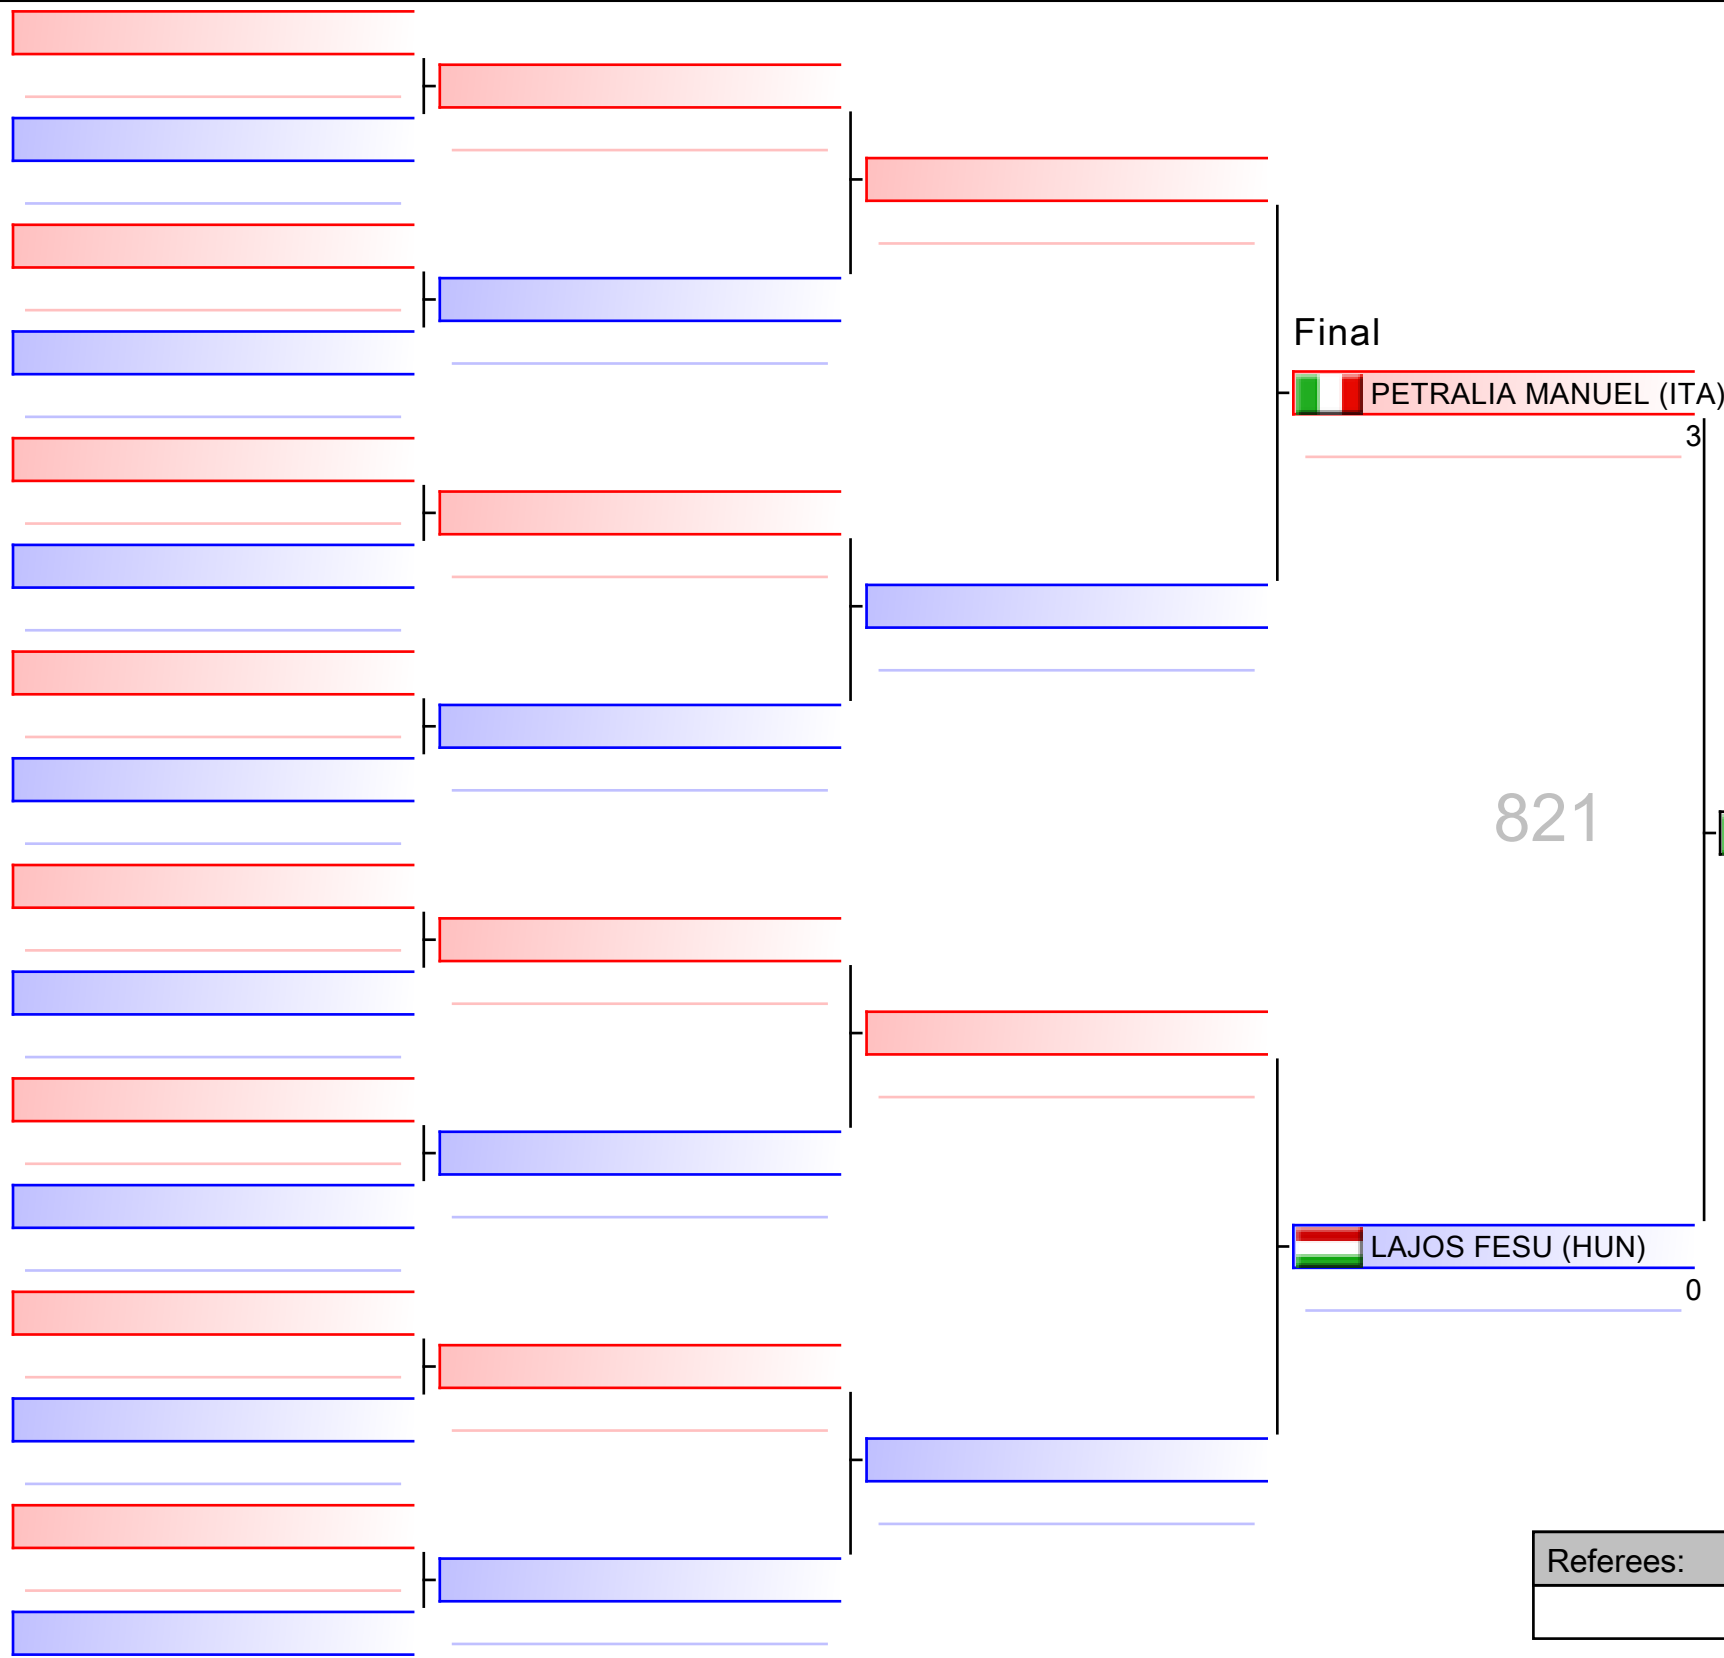 Final
PETRALIA MANUEL (ITA)
3
821
LAJOS FESU (HUN)
0
Referees: